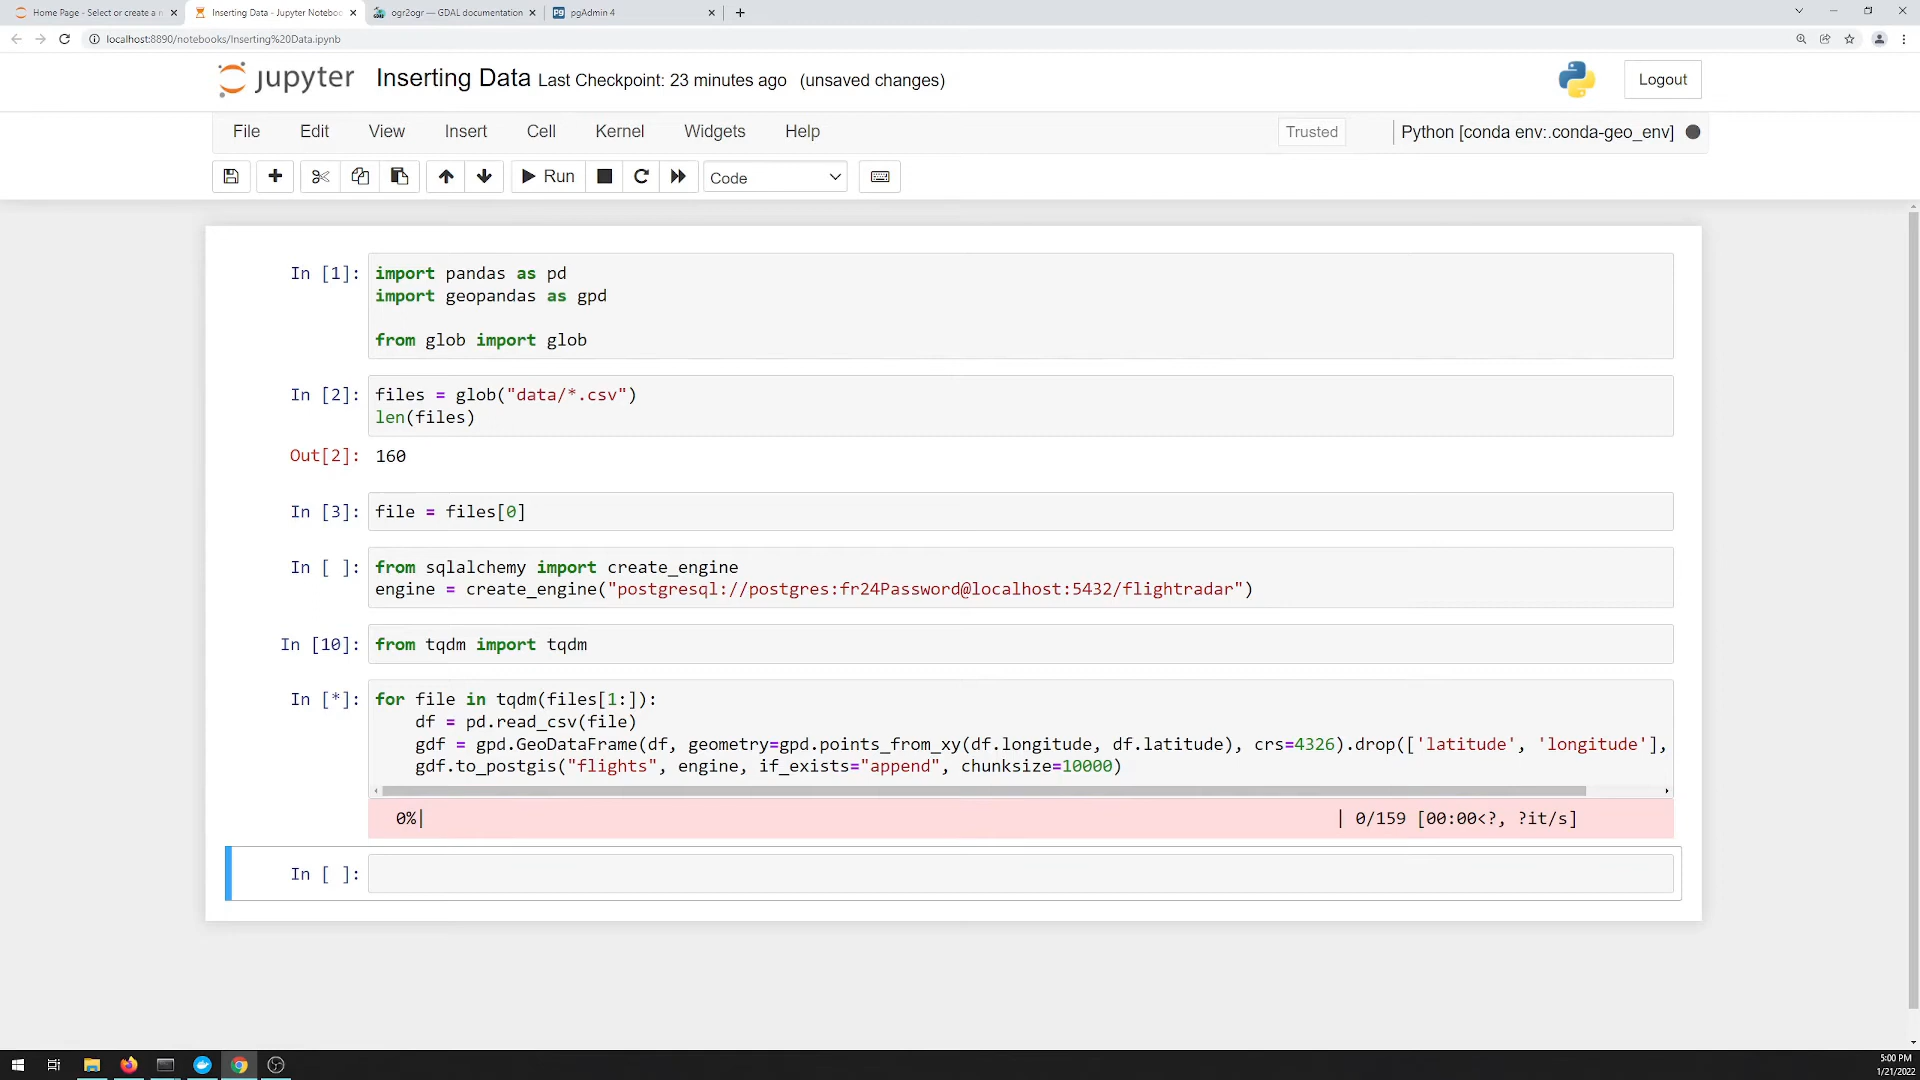 Home Page - Select or create a n
Inserting Data - Jupyter Noteboo
ogr2ogr — GDAL documentation
pgAdmin 4
localhost:8890/notebooks/Inserting%20Data.ipynb
jupyter Inserting Data Last Checkpoint: 23 minutes ago (unsaved changes)
Logout
File Edit View Insert Cell Kernel Widgets Help
Trusted
Python [conda env:.conda-geo_env]
Run
Code
In [1]: import pandas as pd
import geopandas as gpd
from glob import glob
In [2]: files = glob("data/*.csv")
len(files)
Out[2]: 160
In [3]: file = files[0]
In [ ]: from sqlalchemy import create_engine
engine = create_engine("postgresql://postgres:fr24Password@localhost:5432/flightradar")
In [10]: from tqdm import tqdm
In [*]: for file in tqdm(files[1:]):
df = pd.read_csv(file)
gdf = gpd.GeoDataFrame(df, geometry=gpd.points_from_xy(df.longitude, df.latitude), crs=4326).drop(['latitude', 'longitude'],
gdf.to_postgis("flights", engine, if_exists="append", chunksize=10000)
0%| | 0/159 [00:00<?, ?it/s]
In [ ]:
5:00 PM
1/21/2022